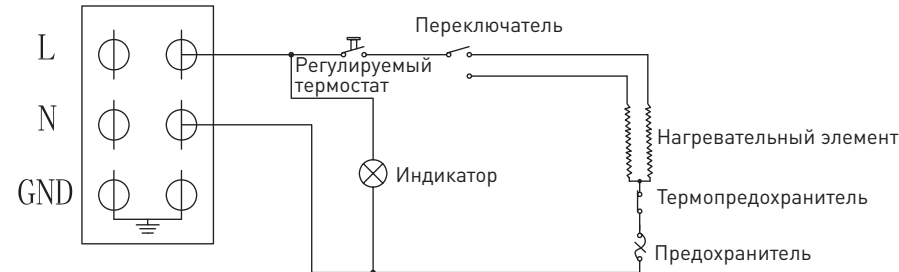 Переключатель
L
Регулируемый
термостат
N
Нагревательный элемент
Индикатор
GND
Термопредохранитель
Предохранитель